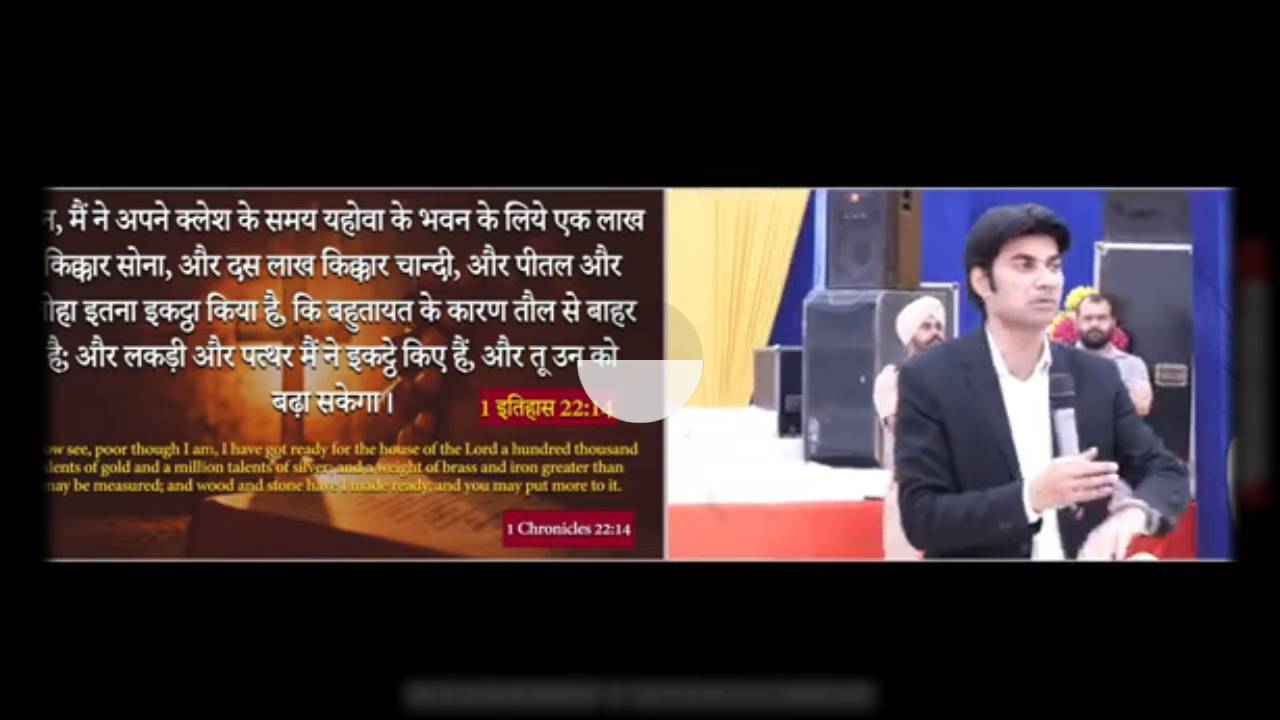 मैं ने अपने क्लेश के समय यहोवा के भवन के लिये एक लाख
किक्कार सोना, और दस लाख किक्कार चान्दी, और पीतल और
इतना इकट्ठा किया है, कि बहुतायत के कारण तौल से बाहर
है; और लकड़ी और पत्थर मैं ने इकट्ठे किए हैं, और तू उन को
बढ़ा सकेगा।
1 इतिहास 22:14
see, poor though I am, I have got ready for the house of the Lord a hundred thousand
of gold and a million talents of silver; and a weight of brass and iron greater than
may be measured; and wood and stone have I made ready, and you may put more to it.
1 Chronicles 22:14